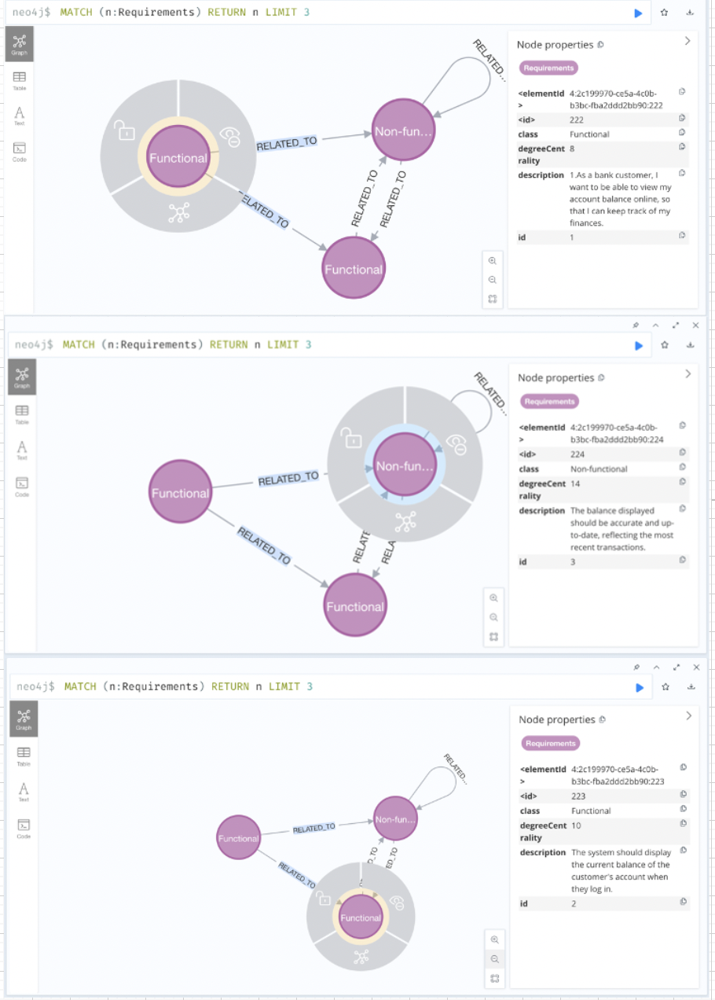 neo4j$ MATCH (n:Requirements) RETURN n LIMIT 3
Graph
Table
Text
Code
RELATED...
Non-fun...
RELATED_TO
Functional
ELATED_TO
RELATED_TO
RELATED_TO
Functional
Node properties
Requirements
<elementId> 4:2c199970-ce5a-4c0b-
b3bc-fba2ddd2bb90:222
<id> 222
class Functional
degreeCent 8
rality
description 1.As a bank customer, I
want to be able to view my
account balance online, so
that I can keep track of my
finances.
id 1
neo4j$ MATCH (n:Requirements) RETURN n LIMIT 3
Graph
Table
Text
Code
RELATED...
Non-fun...
RELATED_TO
Functional
RELATED_TO
RELATE
RELA
Functional
Node properties
Requirements
<elementId> 4:2c199970-ce5a-4c0b-
b3bc-fba2ddd2bb90:224
<id> 224
class Non-functional
degreeCent 14
rality
description The balance displayed
should be accurate and up-
to-date, reflecting the most
recent transactions.
id 3
neo4j$ MATCH (n:Requirements) RETURN n LIMIT 3
Graph
Table
Text
Code
RELATED...
Non-fun...
RELATED_TO
Functional
RELATED_TO
D_TO
ED_TO
Functional
Node properties
Requirements
<elementId> 4:2c199970-ce5a-4c0b-
b3bc-fba2ddd2bb90:223
<id> 223
class Functional
degreeCent 10
rality
description The system should display
the current balance of the
customer's account when
they log in.
id 2